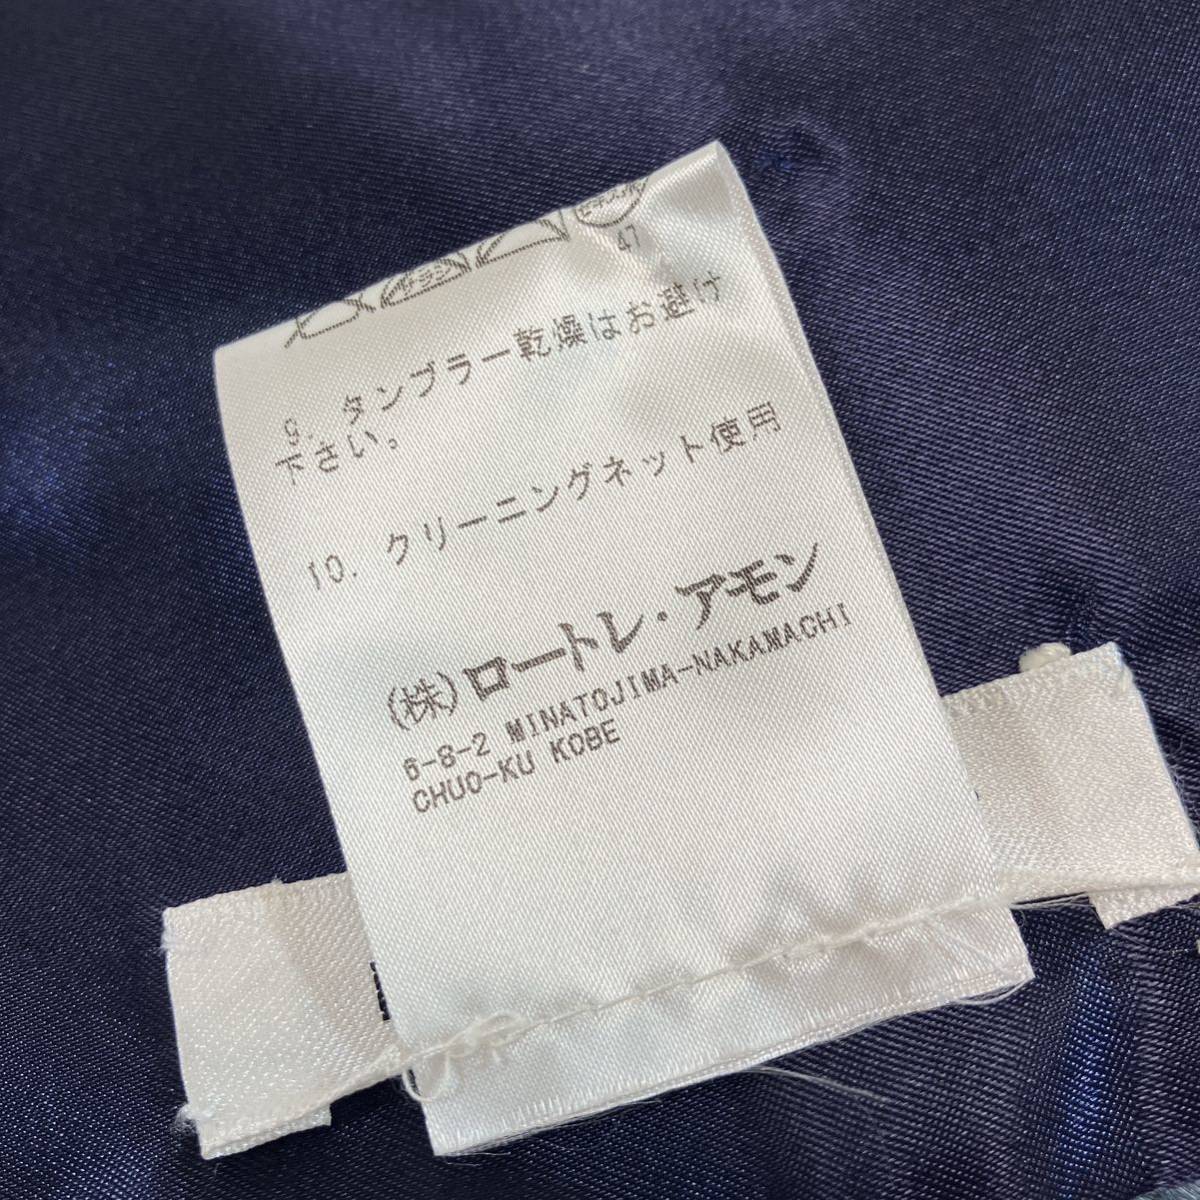 47
9. タンブラー乾燥はお避け
下さい。
10. クリーニングネット使用
(株)ロートレ・アモン
6-8-2 MINATOJIMA-NAKAMACHI
CHUO-KU KOBE